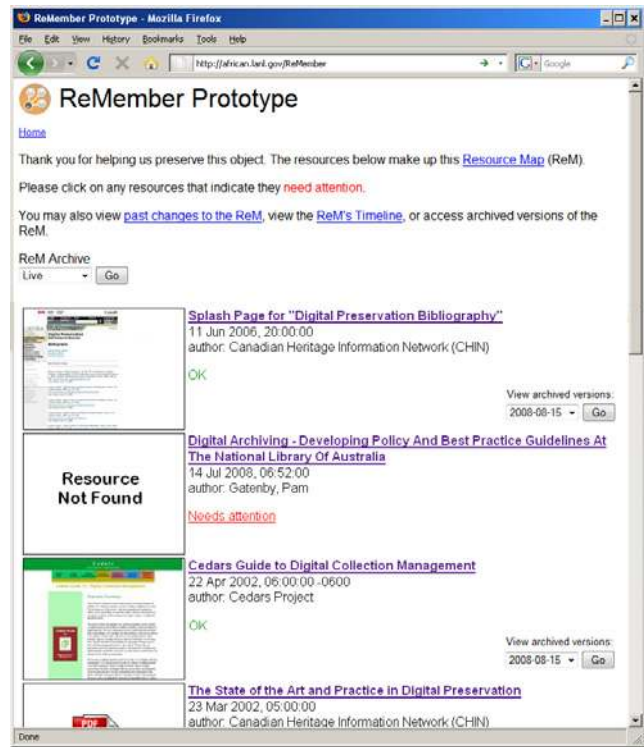 ReMember Prototype - Mozilla Firefox
File Edit View History Bookmarks Tools Help
http://african.lanl.gov/ReMember
Google
ReMember Prototype
Home
Thank you for helping us preserve this object. The resources below make up this Resource Map (ReM).
Please click on any resources that indicate they need attention.
You may also view past changes to the ReM, view the ReM's Timeline, or access archived versions of the
ReM.
ReM Archive
Live Go
Splash Page for "Digital Preservation Bibliography"
11 Jun 2006, 20:00:00
author: Canadian Heritage Information Network (CHIN)
OK
View archived versions:
2008-08-15 Go
Resource
Not Found
Digital Archiving - Developing Policy And Best Practice Guidelines At
The National Library Of Australia
14 Jul 2008, 06:52:00
author: Gatenby, Pam
Needs attention
Cedars
Cedars Guide to Digital Collection Management
22 Apr 2002, 06:00:00 -0600
author: Cedars Project
OK
View archived versions:
2008-08-15 Go
PDF
The State of the Art and Practice in Digital Preservation
23 Mar 2002, 05:00:00
author: Canadian Heritage Information Network (CHIN)
Done